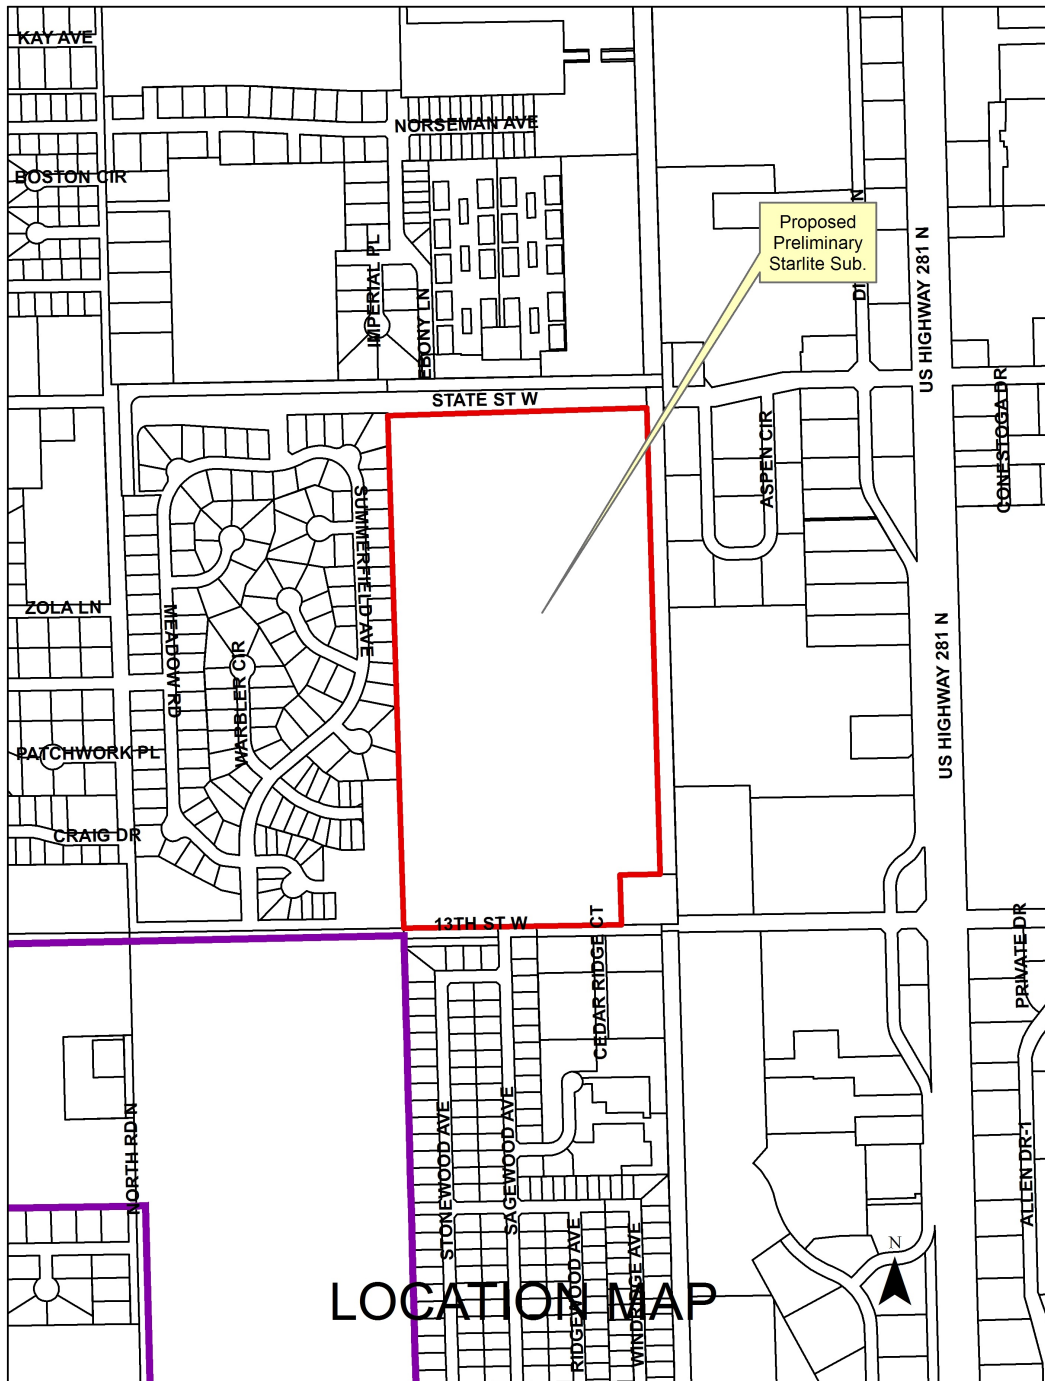 KAY AVE
NORSEMAN AVE
BOSTON CIR
Proposed
Preliminary
Starlite Sub.
IMPERIAL PL
EBONY LN
US HIGHWAY 281 N
STATE ST W
CONESTOGA DR
ASPEN CIR
SUMMERFIELD AVE
ZOLA LN
MEADOW RD
WARBLER CIR
US HIGHWAY 281 N
PATCHWORK PL
CRAIG DR
13TH ST W
CEDAR RIDGE CT
PRIVATE DR
NORTH RD N
STONEWOOD AVE
SAGEWOOD AVE
ALLEN DR-1
RIDGEWOOD AVE
WINDRIDGE AVE
N
LOCATION MAP